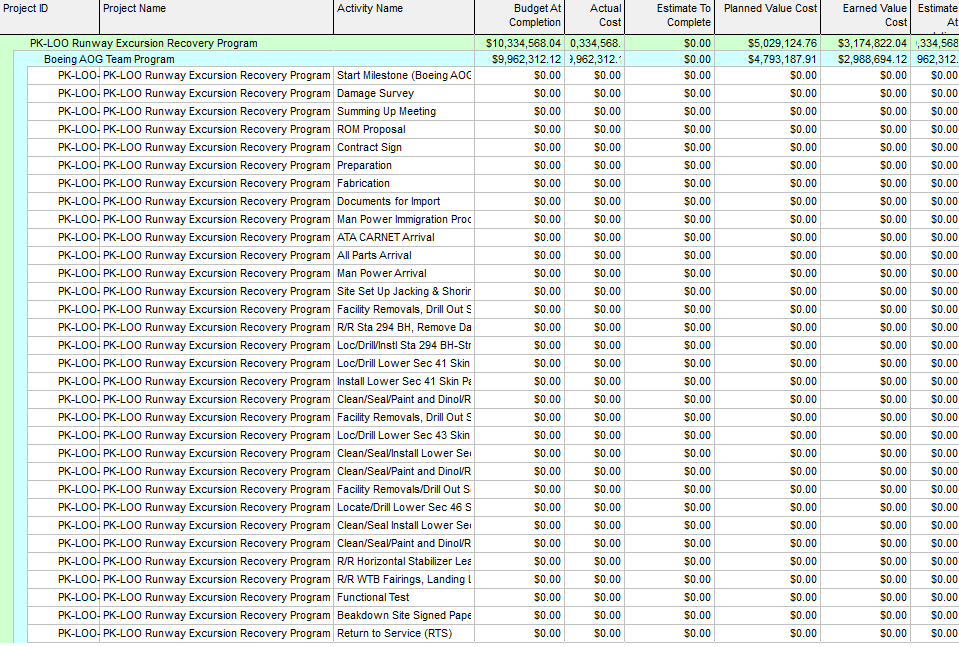 Project ID Project Name Activity Name Budget At Completion Actual Cost Estimate To Complete Planned Value Cost Earned Value Cost Estimate At
PK-LOO Runway Excursion Recovery Program $10,334,568.04 0,334,568. $0.00 $5,029,124.76 $3,174,822.04 ,334,568
Boeing AOG Team Program $9,962,312.12 9,962,312.1 $0.00 $4,793,187.91 $2,988,694.12 962,312.
PK-LOO- PK-LOO Runway Excursion Recovery Program Start Milestone (Boeing AOG $0.00 $0.00 $0.00 $0.00 $0.00 $0.00
PK-LOO- PK-LOO Runway Excursion Recovery Program Damage Survey $0.00 $0.00 $0.00 $0.00 $0.00 $0.00
PK-LOO- PK-LOO Runway Excursion Recovery Program Summing Up Meeting $0.00 $0.00 $0.00 $0.00 $0.00 $0.00
PK-LOO- PK-LOO Runway Excursion Recovery Program ROM Proposal $0.00 $0.00 $0.00 $0.00 $0.00 $0.00
PK-LOO- PK-LOO Runway Excursion Recovery Program Contract Sign $0.00 $0.00 $0.00 $0.00 $0.00 $0.00
PK-LOO- PK-LOO Runway Excursion Recovery Program Preparation $0.00 $0.00 $0.00 $0.00 $0.00 $0.00
PK-LOO- PK-LOO Runway Excursion Recovery Program Fabrication $0.00 $0.00 $0.00 $0.00 $0.00 $0.00
PK-LOO- PK-LOO Runway Excursion Recovery Program Documents for Import $0.00 $0.00 $0.00 $0.00 $0.00 $0.00
PK-LOO- PK-LOO Runway Excursion Recovery Program Man Power Immigration Proc $0.00 $0.00 $0.00 $0.00 $0.00 $0.00
PK-LOO- PK-LOO Runway Excursion Recovery Program ATA CARNET Arrival $0.00 $0.00 $0.00 $0.00 $0.00 $0.00
PK-LOO- PK-LOO Runway Excursion Recovery Program All Parts Arrival $0.00 $0.00 $0.00 $0.00 $0.00 $0.00
PK-LOO- PK-LOO Runway Excursion Recovery Program Man Power Arrival $0.00 $0.00 $0.00 $0.00 $0.00 $0.00
PK-LOO- PK-LOO Runway Excursion Recovery Program Site Set Up Jacking & Shorin $0.00 $0.00 $0.00 $0.00 $0.00 $0.00
PK-LOO- PK-LOO Runway Excursion Recovery Program Facility Removals, Drill Out S $0.00 $0.00 $0.00 $0.00 $0.00 $0.00
PK-LOO- PK-LOO Runway Excursion Recovery Program R/R Sta 294 BH, Remove Da $0.00 $0.00 $0.00 $0.00 $0.00 $0.00
PK-LOO- PK-LOO Runway Excursion Recovery Program Loc/Drill/Instl Sta 294 BH-Str $0.00 $0.00 $0.00 $0.00 $0.00 $0.00
PK-LOO- PK-LOO Runway Excursion Recovery Program Loc/Drill Lower Sec 41 Skin $0.00 $0.00 $0.00 $0.00 $0.00 $0.00
PK-LOO- PK-LOO Runway Excursion Recovery Program Install Lower Sec 41 Skin Pa $0.00 $0.00 $0.00 $0.00 $0.00 $0.00
PK-LOO- PK-LOO Runway Excursion Recovery Program Clean/Seal/Paint and Dinol/R $0.00 $0.00 $0.00 $0.00 $0.00 $0.00
PK-LOO- PK-LOO Runway Excursion Recovery Program Facility Removals, Drill Out S $0.00 $0.00 $0.00 $0.00 $0.00 $0.00
PK-LOO- PK-LOO Runway Excursion Recovery Program Loc/Drill Lower Sec 43 Skin $0.00 $0.00 $0.00 $0.00 $0.00 $0.00
PK-LOO- PK-LOO Runway Excursion Recovery Program Clean/Seal/Install Lower Sec $0.00 $0.00 $0.00 $0.00 $0.00 $0.00
PK-LOO- PK-LOO Runway Excursion Recovery Program Clean/Seal/Paint and Dinol/R $0.00 $0.00 $0.00 $0.00 $0.00 $0.00
PK-LOO- PK-LOO Runway Excursion Recovery Program Facility Removals/Drill Out S $0.00 $0.00 $0.00 $0.00 $0.00 $0.00
PK-LOO- PK-LOO Runway Excursion Recovery Program Locate/Drill Lower Sec 46 S $0.00 $0.00 $0.00 $0.00 $0.00 $0.00
PK-LOO- PK-LOO Runway Excursion Recovery Program Clean/Seal Install Lower Sec $0.00 $0.00 $0.00 $0.00 $0.00 $0.00
PK-LOO- PK-LOO Runway Excursion Recovery Program Clean/Seal/Paint and Dinol/R $0.00 $0.00 $0.00 $0.00 $0.00 $0.00
PK-LOO- PK-LOO Runway Excursion Recovery Program R/R Horizontal Stabilizer Lea $0.00 $0.00 $0.00 $0.00 $0.00 $0.00
PK-LOO- PK-LOO Runway Excursion Recovery Program R/R WTB Fairings, Landing L $0.00 $0.00 $0.00 $0.00 $0.00 $0.00
PK-LOO- PK-LOO Runway Excursion Recovery Program Functional Test $0.00 $0.00 $0.00 $0.00 $0.00 $0.00
PK-LOO- PK-LOO Runway Excursion Recovery Program Beakdown Site Signed Pape $0.00 $0.00 $0.00 $0.00 $0.00 $0.00
PK-LOO- PK-LOO Runway Excursion Recovery Program Return to Service (RTS) $0.00 $0.00 $0.00 $0.00 $0.00 $0.00